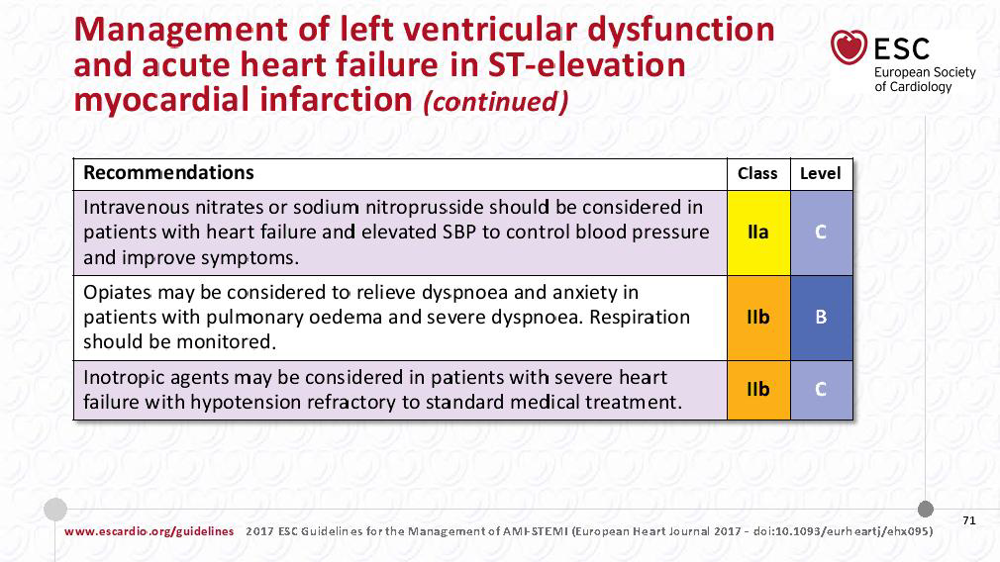 Management of left ventricular dysfunction
and acute heart failure in ST-elevation
myocardial infarction (continued)
ESC
European Society
of Cardiology
Recommendations Class Level
Intravenous nitrates or sodium nitroprusside should be considered in
patients with heart failure and elevated SBP to control blood pressure
and improve symptoms.
IIa C
Opiates may be considered to relieve dyspnoea and anxiety in
patients with pulmonary oedema and severe dyspnoea. Respiration
should be monitored.
IIb B
Inotropic agents may be considered in patients with severe heart
failure with hypotension refractory to standard medical treatment.
IIb C
71
www.escardio.org/guidelines 2017 ESC Guidelines for the Management of AMI-STEMI (European Heart Journal 2017 - doi:10.1093/eurheartj/ehx095)